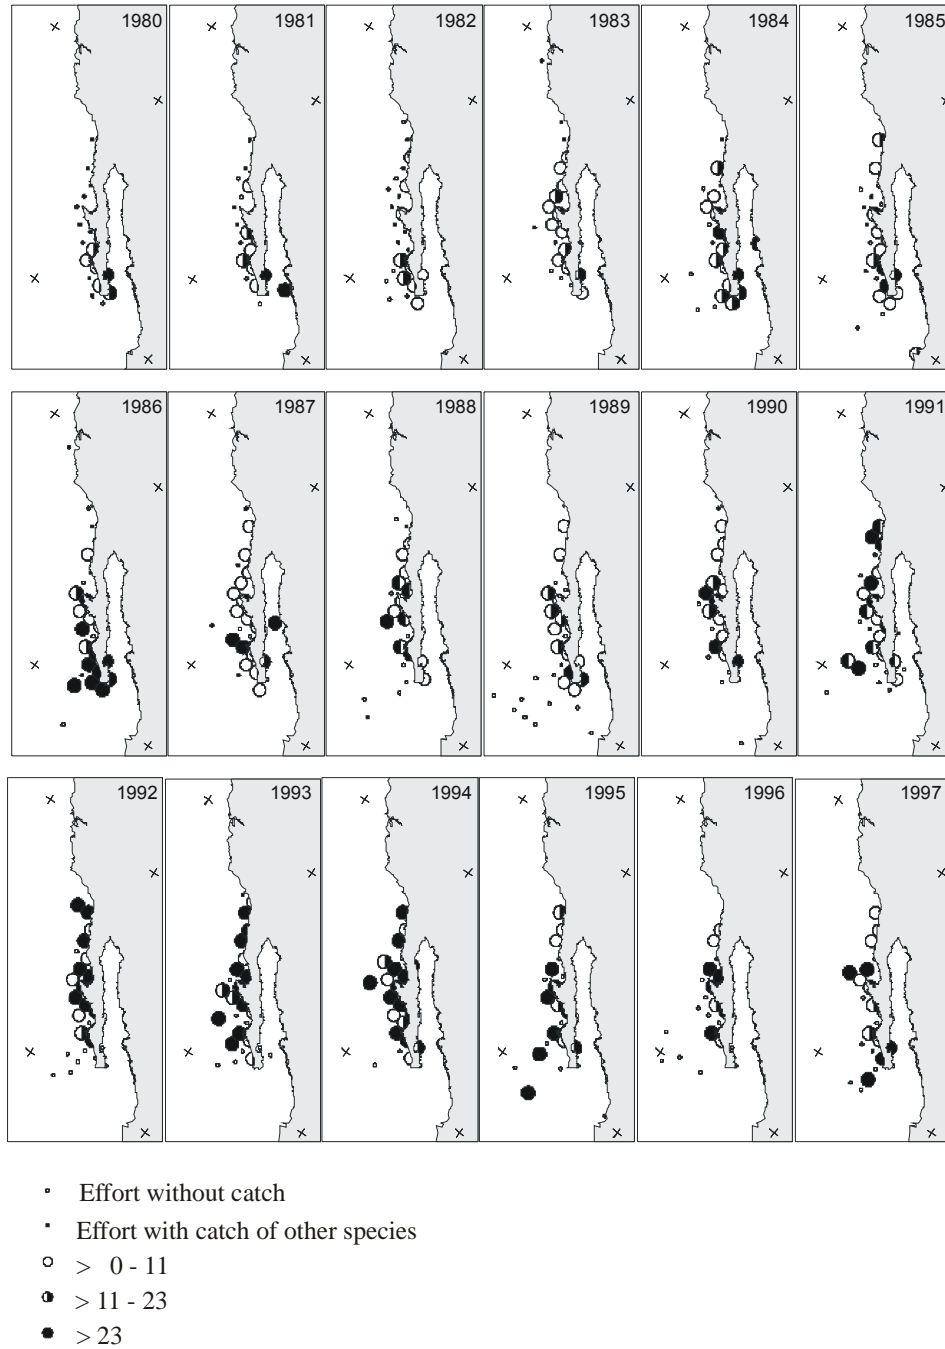 1980 1981 1982 1983 1984 1985
1986 1987 1988 1989 1990 1991
1992 1993 1994 1995 1996 1997
Effort without catch
Effort with catch of other species
> 0 - 11
> 11 - 23
> 23